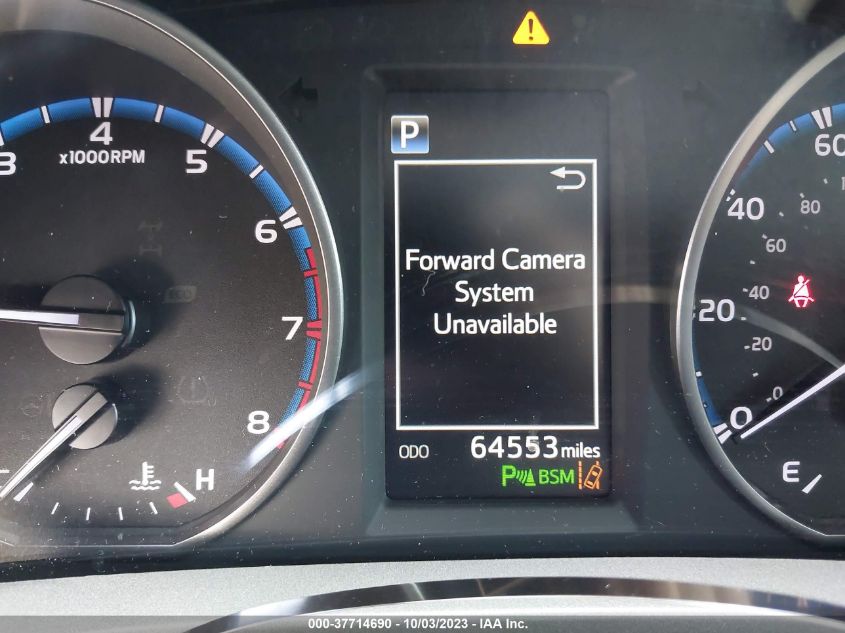 3
4
5
x1000RPM
6
7
8
H
P
Forward Camera
System
Unavailable
ODO 64553 miles
P BSM
60
40
80
60
20
40
20
0
0
E
000-37714690 - 10/03/2023 - IAA Inc.